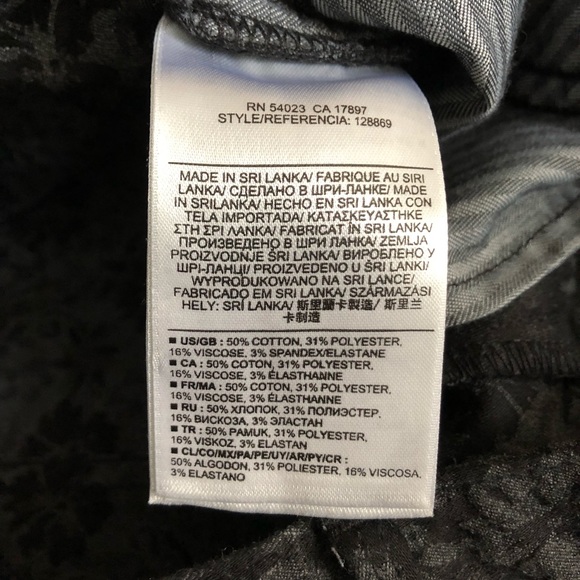 RN 54023 CA 17897
STYLE/REFERENCIA: 128869
MADE IN SRI LANKA/ FABRIQUE AU SIRI
LANKA/ СДЕЛАНО В ШРИ-ЛАНКЕ/ MADE
IN SRILANKA/ HECHO EN SRI LANKA CON
TELA IMPORTADA/ ΚΑΤΑΣΚΕΥΑΣΤΗΚΕ
ΣΤΗ ΣΡΙ ΛΑΝΚΑ/ FABRICAT ÎN SRI LANKA/
ПРОИЗВЕДЕНО В ШРИ ЛАНКА/ ZEMLJA
PROIZVODNJE SRI LANKA/ ВИРОБЛЕНО У
ШРІ-ЛАНЦІ/ PROIZVEDENO U SRI LANKI/
WYPRODUKOWANO NA SRI LANCE/
FABRICADO EM SRI LANKA/ SZÁRMAZÁSI
HELY: SRI LANKA/ 斯里蘭卡製造/ 斯里兰
卡制造
■ US/GB : 50% COTTON, 31% POLYESTER,
16% VISCOSE, 3% SPANDEX/ELASTANE
■ CA : 50% COTON, 31% POLYESTER,
16% VISCOSE, 3% ÉLASTHANNE
■ FR/MA : 50% COTON, 31% POLYESTER,
16% VISCOSE, 3% ÉLASTHANNE
■ RU : 50% ХЛОПОК, 31% ПОЛИЭСТЕР,
16% ВИСКОЗА, 3% ЭЛАСТАН
■ TR : 50% PAMUK, 31% POLYESTER,
16% VISKOZ, 3% ELASTAN
■ CL/CO/MX/PA/PE/UY/AR/PY/CR :
50% ALGODON, 31% POLIESTER, 16% VISCOSA,
3% ELASTANO